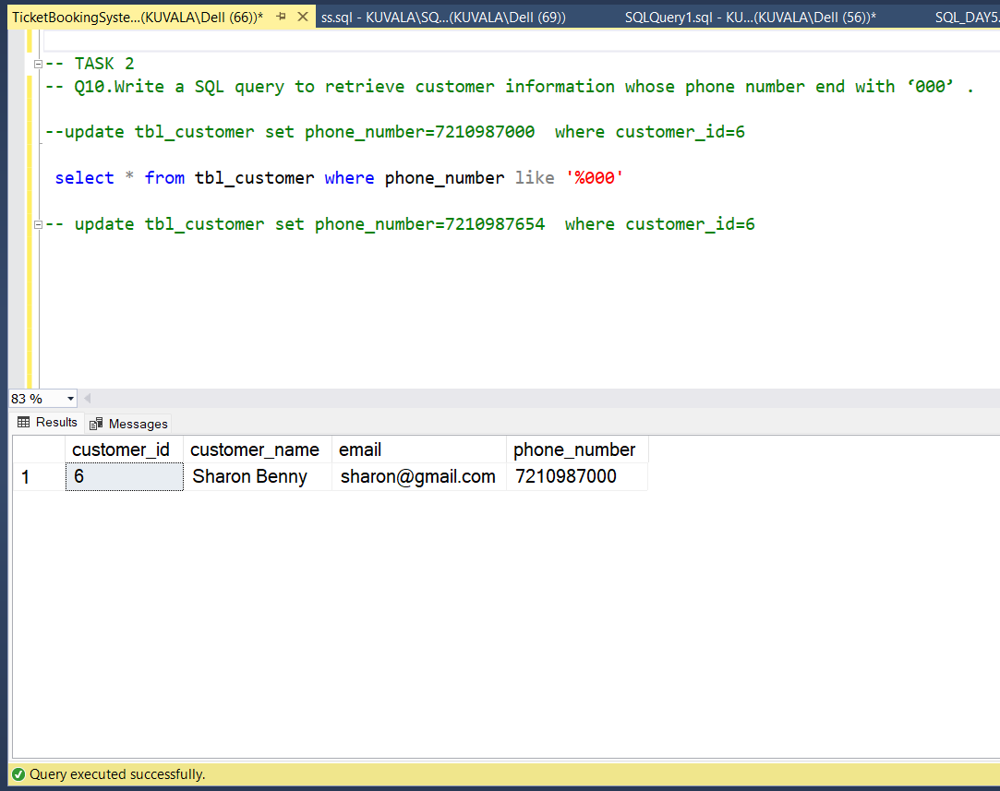 TicketBookingSyste...(KUVALA\Dell (66))* ss.sql - KUVALA\SQ...(KUVALA\Dell (69)) SQLQuery1.sql - KU...(KUVALA\Dell (56))* SQL_DAY5.
-- TASK 2
-- Q10.Write a SQL query to retrieve customer information whose phone number end with ‘000’ .
--update tbl_customer set phone_number=7210987000  where customer_id=6
select * from tbl_customer where phone_number like '%000'
-- update tbl_customer set phone_number=7210987654  where customer_id=6
83 %
Results Messages
customer_id customer_name email phone_number
1 6 Sharon Benny sharon@gmail.com 7210987000
Query executed successfully.